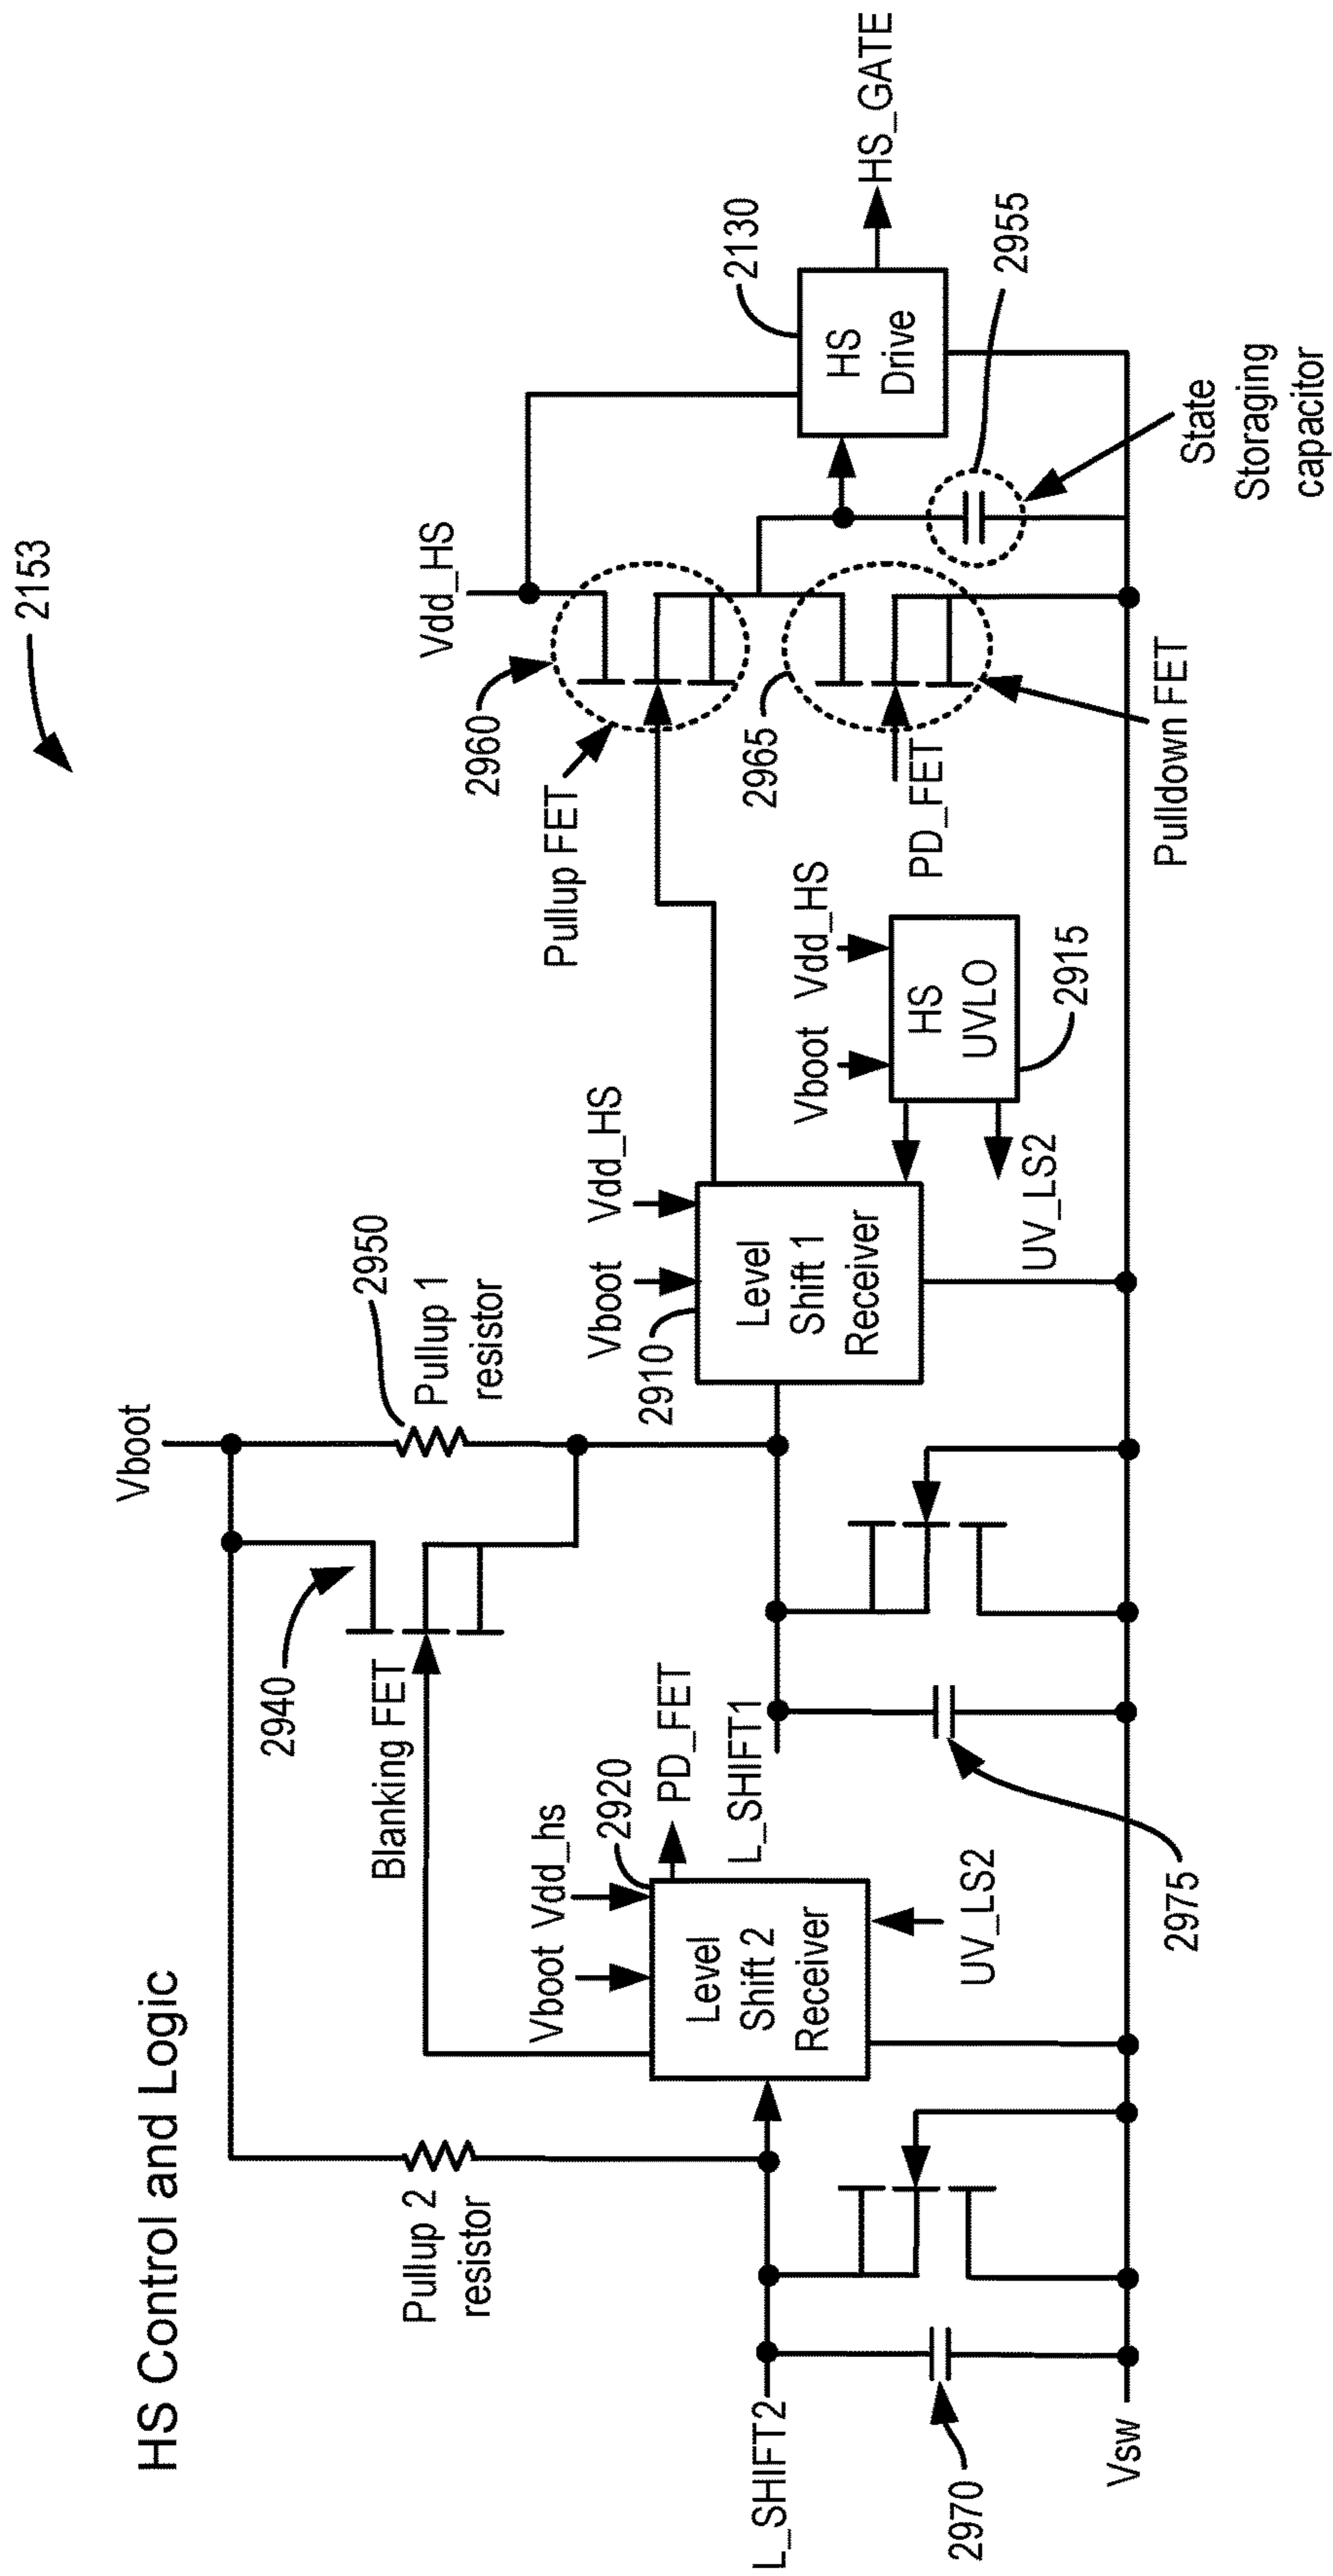 HS Control and Logic
2153
Vboot
2950
Pullup 1
resistor
2940
Blanking FET
Pullup 2
resistor
Vboot
Vdd_hs
2920
PD_FET
Level
Shift 2
Receiver
UV_LS2
L_SHIFT2
L_SHIFT1
2970
2975
Vsw
Vboot
Vdd_HS
2910
Level
Shift 1
Receiver
Vboot
Vdd_HS
HS
UVLO
2915
UV_LS2
Vdd_HS
2960
Pullup FET
2965
PD_FET
Pulldown FET
2130
HS
Drive
HS_GATE
2955
State
Storaging
capacitor